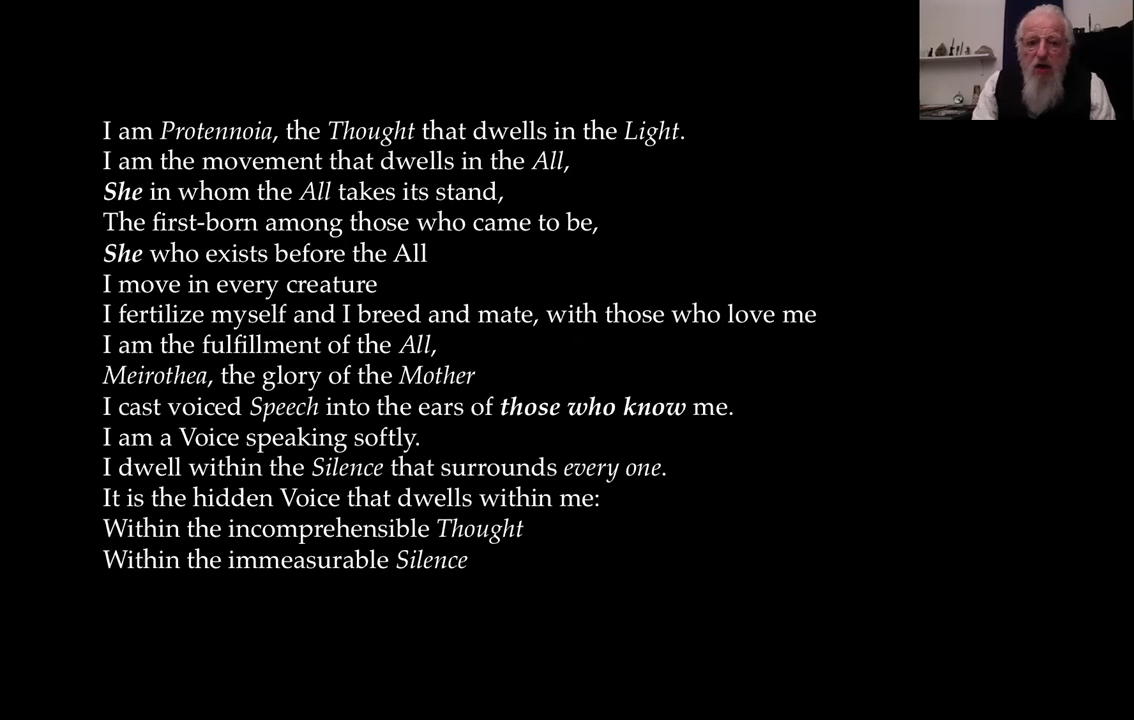 I am Protennoia, the Thought that dwells in the Light.
I am the movement that dwells in the All,
She in whom the All takes its stand,
The first-born among those who came to be,
She who exists before the All
I move in every creature
I fertilize myself and I breed and mate, with those who love me
I am the fulfillment of the All,
Meirothea, the glory of the Mother
I cast voiced Speech into the ears of those who know me.
I am a Voice speaking softly.
I dwell within the Silence that surrounds every one.
It is the hidden Voice that dwells within me:
Within the incomprehensible Thought
Within the immeasurable Silence